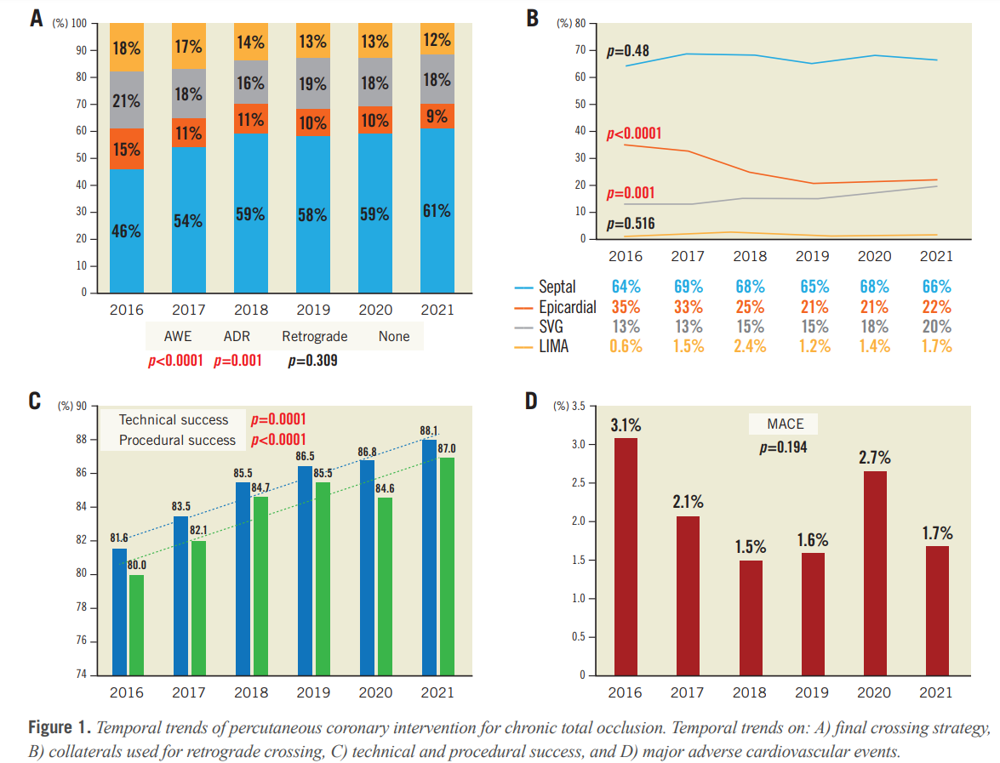 A
(%) 100
90
80
70
60
50
40
30
20
10
0
18% 17% 14% 13% 13% 12%
21% 18% 16% 19% 18% 18%
15% 11% 11% 10% 10% 9%
46% 54% 59% 58% 59% 61%
2016 2017 2018 2019 2020 2021
AWE ADR Retrograde None
p<0.0001 p=0.001 p=0.309
B
(%) 80
70
60
50
40
30
20
10
0
p=0.48
p<0.0001
p=0.001
p=0.516
2016 2017 2018 2019 2020 2021
Septal 64% 69% 68% 65% 68% 66%
Epicardial 35% 33% 25% 21% 21% 22%
SVG 13% 13% 15% 15% 18% 20%
LIMA 0.6% 1.5% 2.4% 1.2% 1.4% 1.7%
C
(%) 90
88
86
84
82
80
78
76
74
Technical success p=0.0001
Procedural success p<0.0001
81.6 83.5 85.5 86.5 86.8 88.1
80.0 82.1 84.7 85.5 84.6 87.0
2016 2017 2018 2019 2020 2021
D
(%) 3.5
3.0
2.5
2.0
1.5
1.0
0.5
0
MACE
p=0.194
3.1% 2.1% 1.5% 1.6% 2.7% 1.7%
2016 2017 2018 2019 2020 2021
Figure 1. Temporal trends of percutaneous coronary intervention for chronic total occlusion. Temporal trends on: A) final crossing strategy,
B) collaterals used for retrograde crossing, C) technical and procedural success, and D) major adverse cardiovascular events.